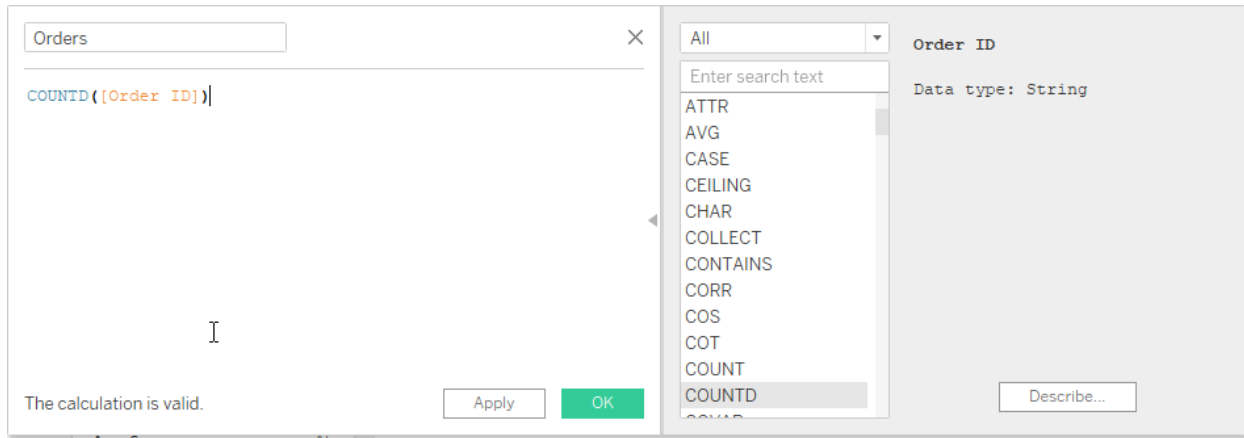 Orders
COUNTD([Order ID])
The calculation is valid.
Apply
OK
All
Enter search text
ATTR
AVG
CASE
CEILING
CHAR
COLLECT
CONTAINS
CORR
COS
COT
COUNT
COUNTD
Order ID
Data type: String
Describe...